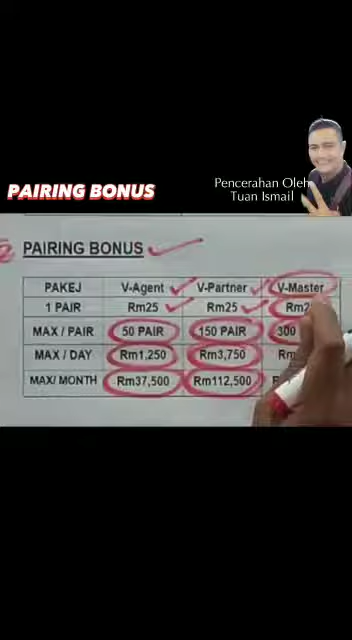 PAIRING BONUS
Pencerahan Oleh
Tuan Ismail
PAIRING BONUS
PAKEJ V-Agent V-Partner V-Master
1 PAIR Rm25 Rm25
MAX / PAIR 50 PAIR 150 PAIR 300
MAX / DAY Rm1,250 Rm3,750
MAX/ MONTH Rm37,500 Rm112,500